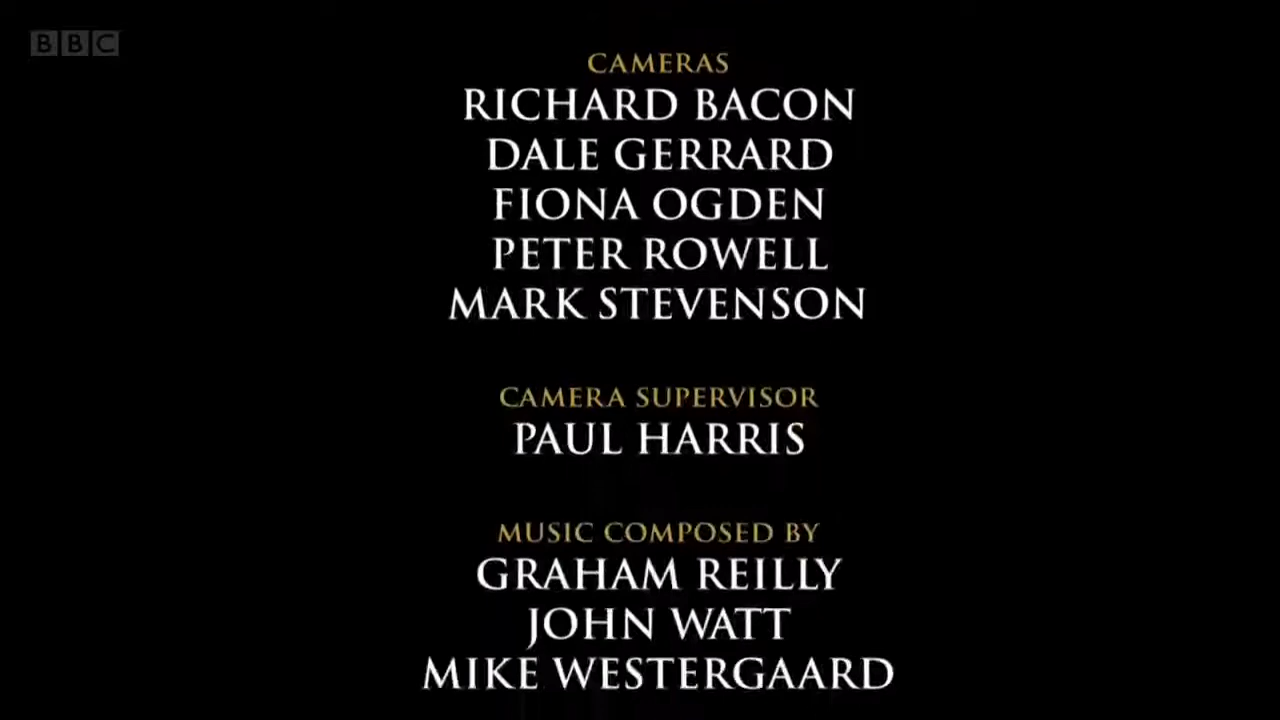 BBC
CAMERAS
RICHARD BACON
DALE GERRARD
FIONA OGDEN
PETER ROWELL
MARK STEVENSON
CAMERA SUPERVISOR
PAUL HARRIS
MUSIC COMPOSED BY
GRAHAM REILLY
JOHN WATT
MIKE WESTERGAARD